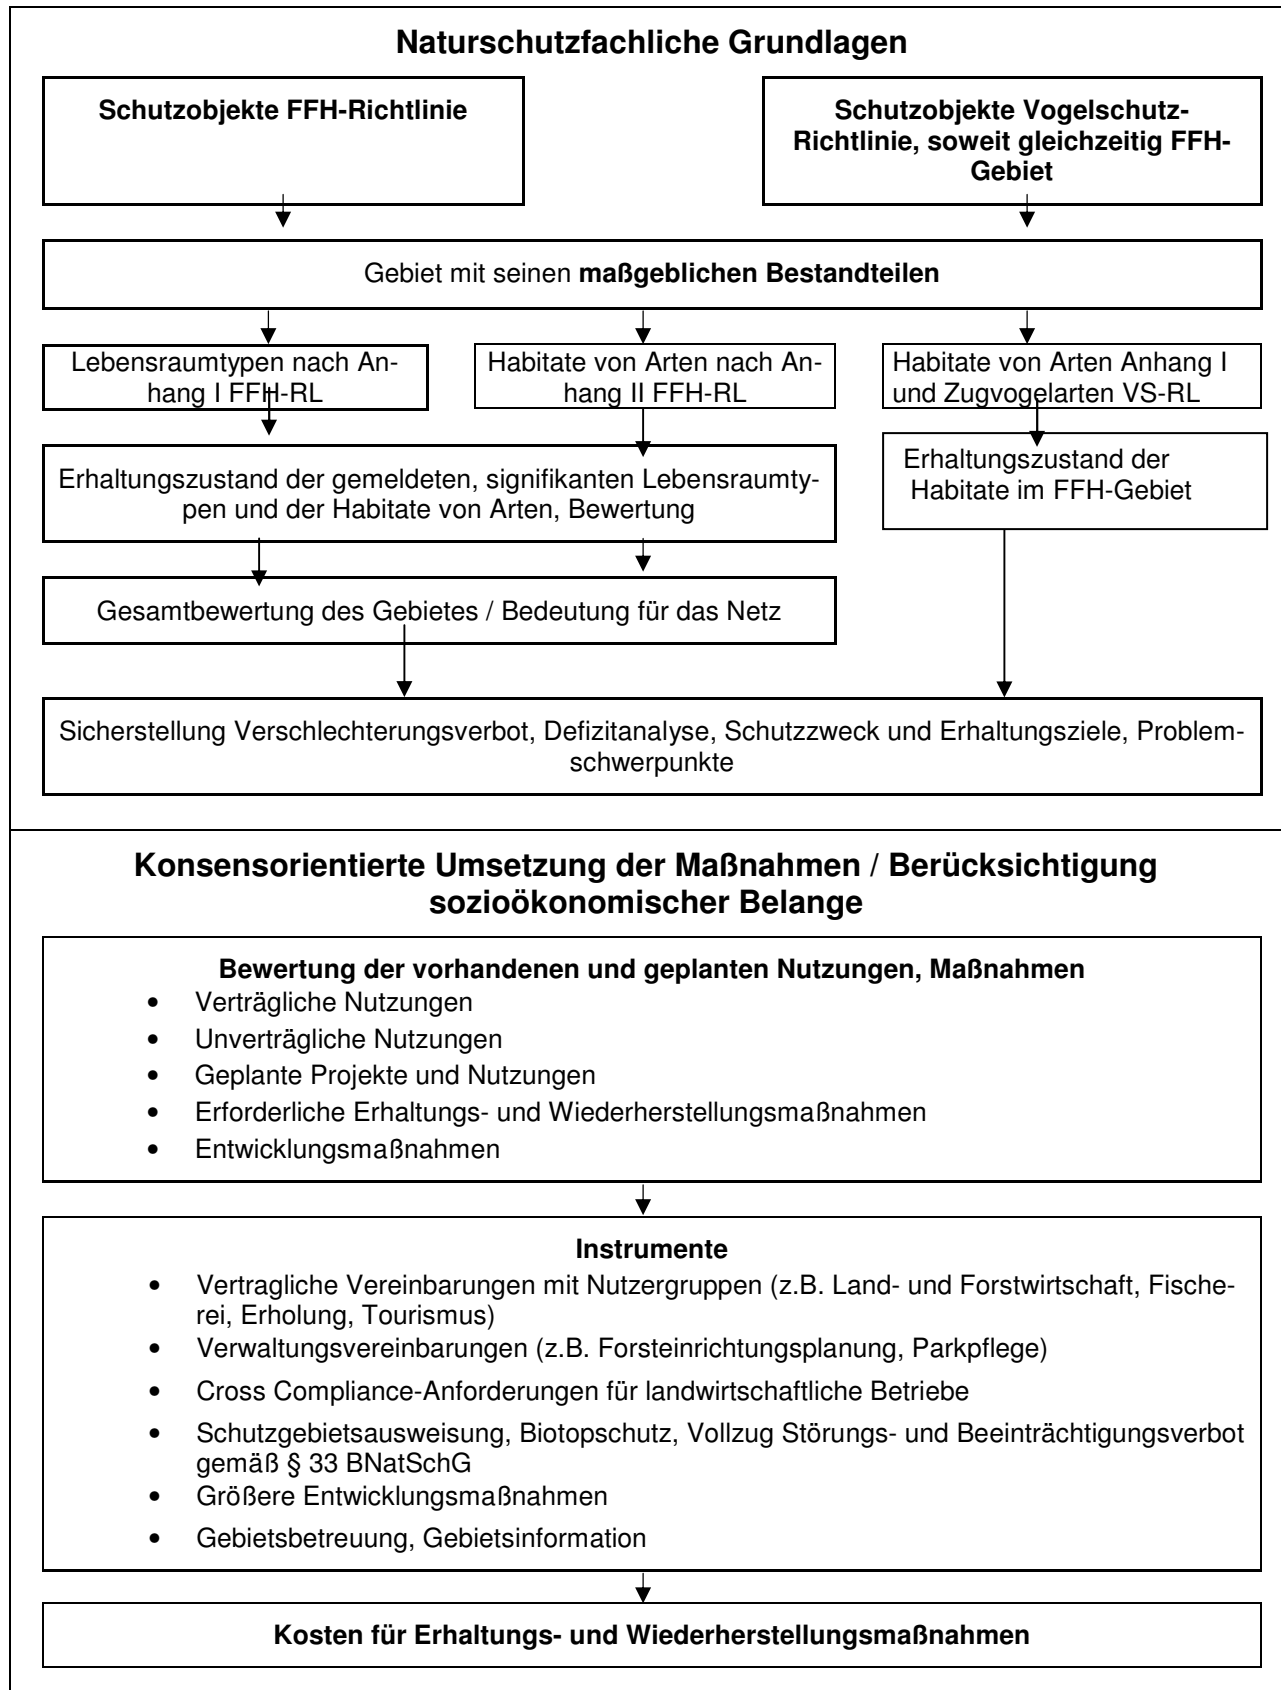 Naturschutzfachliche Grundlagen
Schutzobjekte FFH-Richtlinie
Schutzobjekte Vogelschutz-
Richtlinie, soweit gleichzeitig FFH-
Gebiet
Gebiet mit seinen maßgeblichen Bestandteilen
Lebensraumtypen nach An-
hang I FFH-RL
Habitate von Arten nach An-
hang II FFH-RL
Habitate von Arten Anhang I
und Zugvogelarten VS-RL
Erhaltungszustand der gemeldeten, signifikanten Lebensraumty-
pen und der Habitate von Arten, Bewertung
Erhaltungszustand der
Habitate im FFH-Gebiet
Gesamtbewertung des Gebietes / Bedeutung für das Netz
Sicherstellung Verschlechterungsverbot, Defizitanalyse, Schutzzweck und Erhaltungsziele, Problem-
schwerpunkte
Konsensorientierte Umsetzung der Maßnahmen / Berücksichtigung
sozioökonomischer Belange
Bewertung der vorhandenen und geplanten Nutzungen, Maßnahmen
• Verträgliche Nutzungen
• Unverträgliche Nutzungen
• Geplante Projekte und Nutzungen
• Erforderliche Erhaltungs- und Wiederherstellungsmaßnahmen
• Entwicklungsmaßnahmen
Instrumente
• Vertragliche Vereinbarungen mit Nutzergruppen (z.B. Land- und Forstwirtschaft, Fische-
rei, Erholung, Tourismus)
• Verwaltungsvereinbarungen (z.B. Forsteinrichtungsplanung, Parkpflege)
• Cross Compliance-Anforderungen für landwirtschaftliche Betriebe
• Schutzgebietsausweisung, Biotopschutz, Vollzug Störungs- und Beeinträchtigungsverbot
gemäß § 33 BNatSchG
• Größere Entwicklungsmaßnahmen
• Gebietsbetreuung, Gebietsinformation
Kosten für Erhaltungs- und Wiederherstellungsmaßnahmen